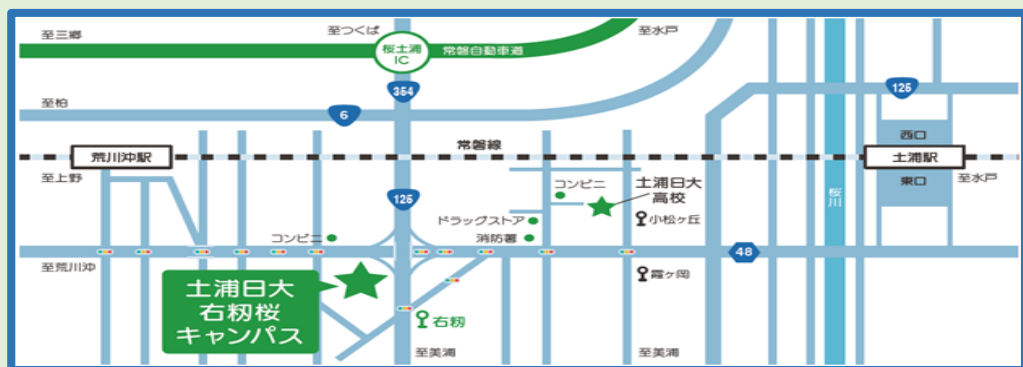 至三郷
至つくば
至水戸
桜土浦
IC
常磐自動車道
354
125
至柏
6
西口
荒川沖駅
常磐線
土浦駅
至上野
東口
至水戸
コンビニ
土浦日大
高校
125
桜川
ドラッグストア
小松ヶ丘
コンビニ
消防署
48
至荒川沖
霞ヶ岡
土浦日大
右籾桜
キャンパス
右籾
至美浦
至美浦